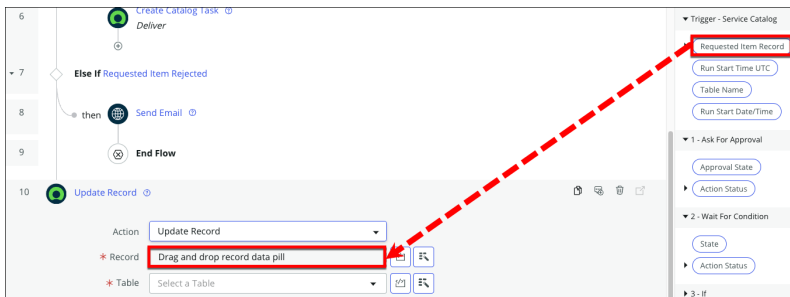 6
Create Catalog Task
Deliver
7
Else If Requested Item Rejected
8
then Send Email
9
End Flow
10
Update Record
Action
Update Record
* Record
Drag and drop record data pill
* Table
Select a Table
Trigger - Service Catalog
Requested Item Record
Run Start Time UTC
Table Name
Run Start Date/Time
1 - Ask For Approval
Approval State
Action Status
2 - Wait For Condition
State
Action Status
3 - If